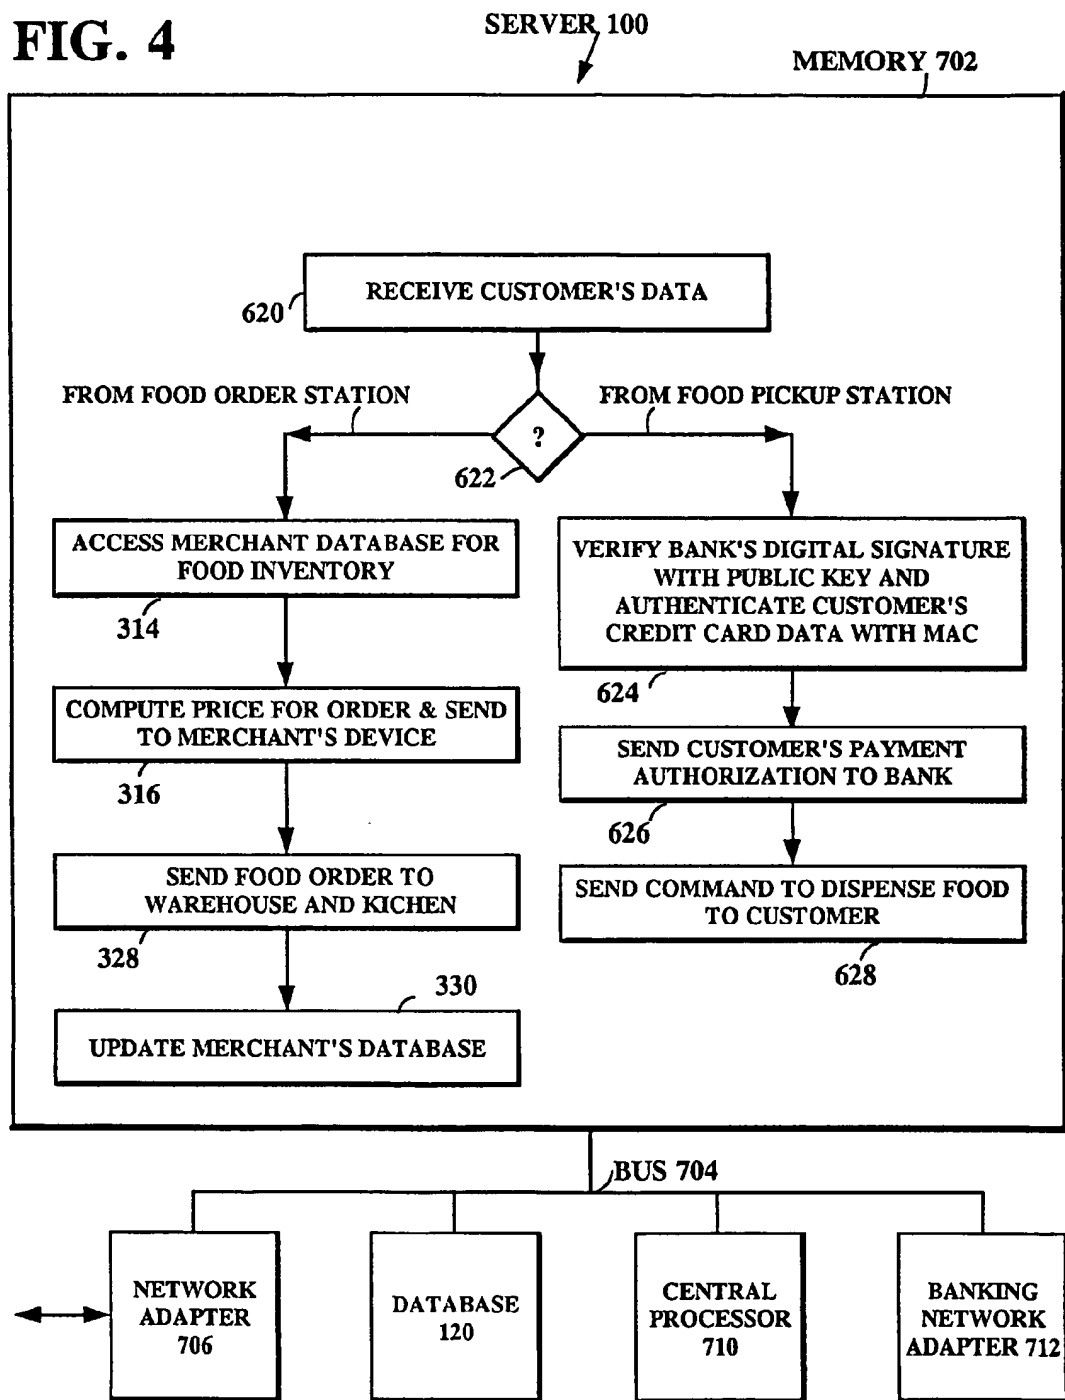 FIG. 4
SERVER 100
MEMORY 702
RECEIVE CUSTOMER'S DATA
620
FROM FOOD ORDER STATION
FROM FOOD PICKUP STATION
?
622
ACCESS MERCHANT DATABASE FOR
FOOD INVENTORY
314
COMPUTE PRICE FOR ORDER & SEND
TO MERCHANT'S DEVICE
316
SEND FOOD ORDER TO
WAREHOUSE AND KICHEN
328
330
UPDATE MERCHANT'S DATABASE
VERIFY BANK'S DIGITAL SIGNATURE
WITH PUBLIC KEY AND
AUTHENTICATE CUSTOMER'S
CREDIT CARD DATA WITH MAC
624
SEND CUSTOMER'S PAYMENT
AUTHORIZATION TO BANK
626
SEND COMMAND TO DISPENSE FOOD
TO CUSTOMER
628
BUS 704
NETWORK
ADAPTER
706
DATABASE
120
CENTRAL
PROCESSOR
710
BANKING
NETWORK
ADAPTER 712